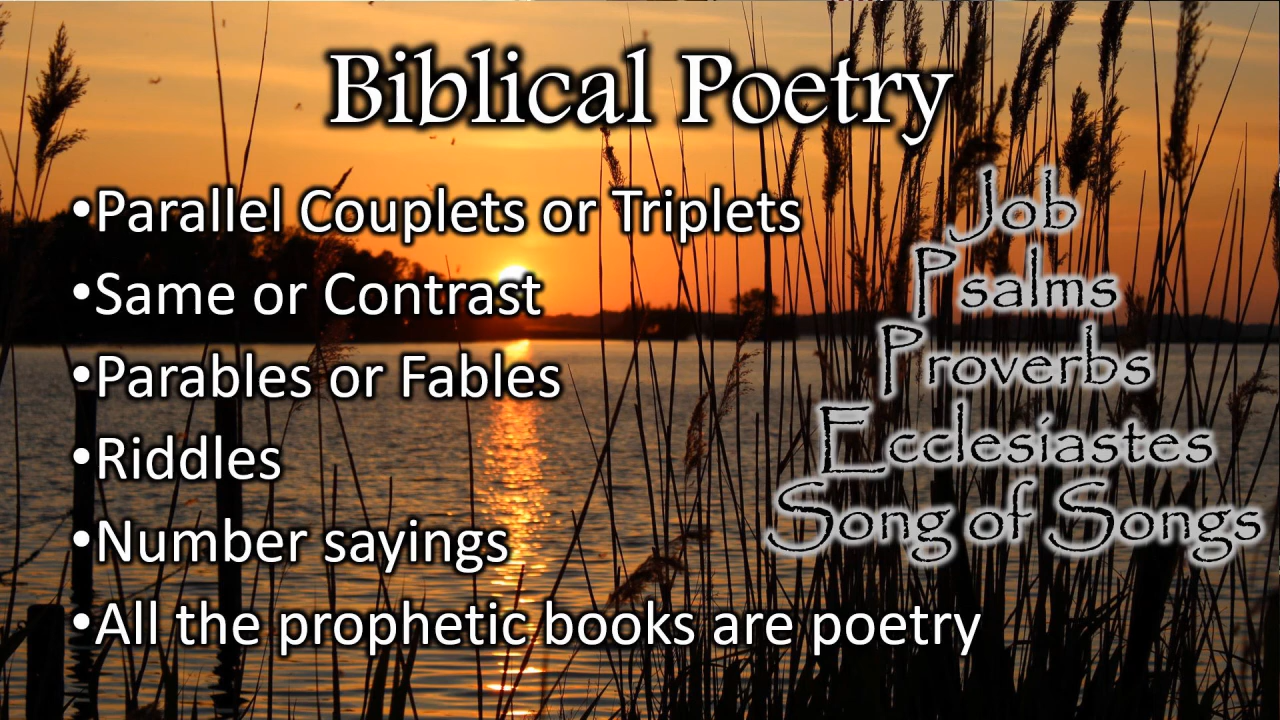 Biblical Poetry
•Parallel Couplets or Triplets
•Same or Contrast
•Parables or Fables
•Riddles
•Number sayings
•All the prophetic books are poetry
Job
Psalms
Proverbs
Ecclesiastes
Song of Songs